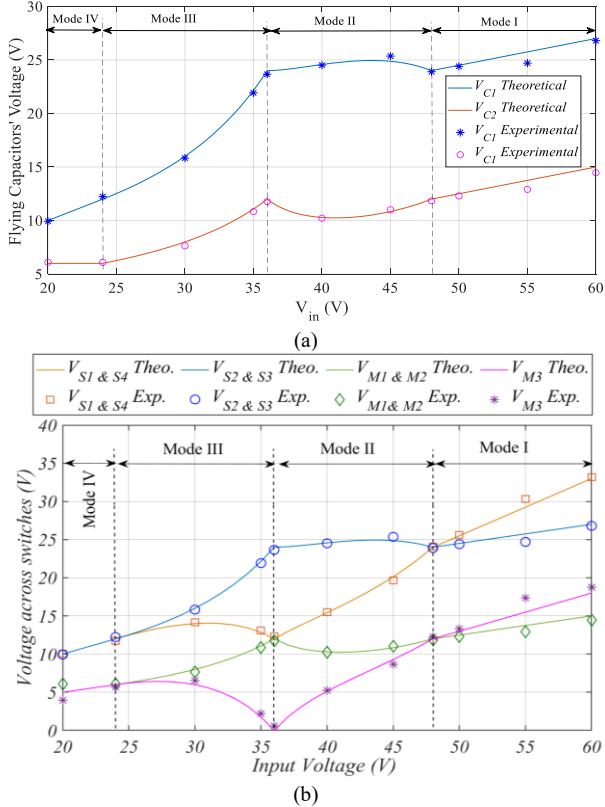 Mode IV Mode III Mode II Mode I
30
25
20
15
10
5
Flying Capacitors' Voltage (V)
V_C1 Theoretical
V_C2 Theoretical
V_C1 Experimental
V_C1 Experimental
20 25 30 35 40 45 50 55 60
V_in (V)
(a)
V_S1 & S4 Theo. V_S2 & S3 Theo. V_M1 & M2 Theo. V_M3 Theo.
V_S1 & S4 Exp. V_S2 & S3 Exp. V_M1& M2 Exp. V_M3 Exp.
40
35
30
25
20
15
10
5
0
Voltage across switches (V)
Mode IV
Mode III Mode II Mode I
20 25 30 35 40 45 50 55 60
Input Voltage (V)
(b)